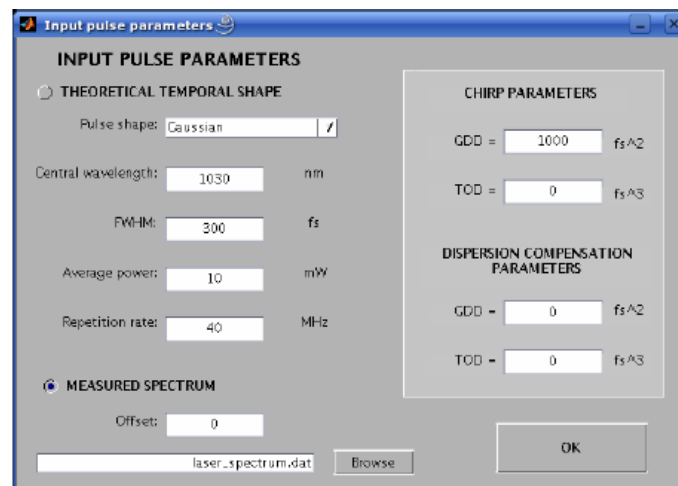 Input pulse parameters
INPUT PULSE PARAMETERS
THEORETICAL TEMPORAL SHAPE
Pulse shape: Gaussian
Central wavelength: 1030 nm
FWHM: 300 fs
Average power: 10 mW
Repetition rate: 40 MHz
MEASURED SPECTRUM
Offset: 0
laser_spectrum.dat Browse
CHIRP PARAMETERS
GDD = 1000 fs^2
TOD = 0 fs^3
DISPERSION COMPENSATION
PARAMETERS
GDD = 0 fs^2
TOD = 0 fs^3
OK